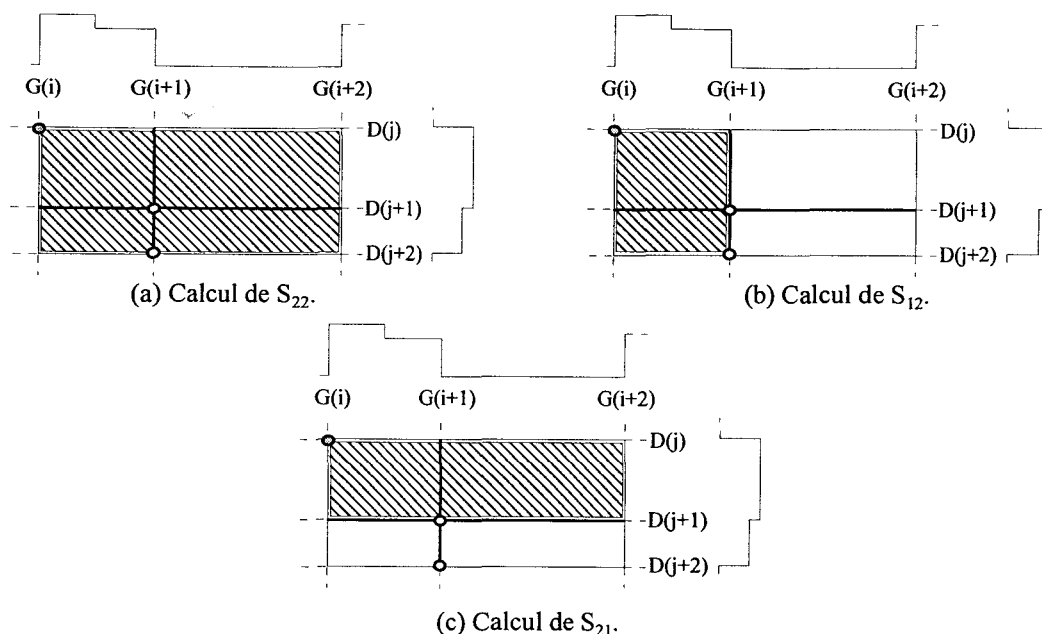 G(i) G(i+1) G(i+2)
D(j)
D(j+1)
D(j+2)
(a) Calcul de S₂₂.
G(i) G(i+1) G(i+2)
D(j)
D(j+1)
D(j+2)
(b) Calcul de S₁₂.
G(i) G(i+1) G(i+2)
D(j)
D(j+1)
D(j+2)
(c) Calcul de S₂₁.